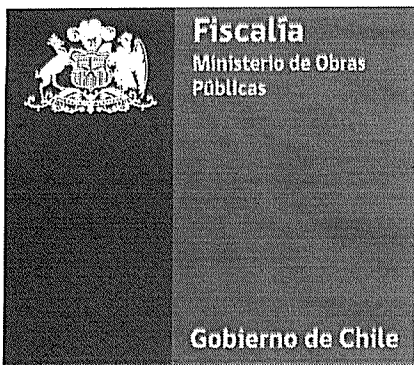 Fiscalía
Ministerio de Obras
Públicas
Gobierno de Chile